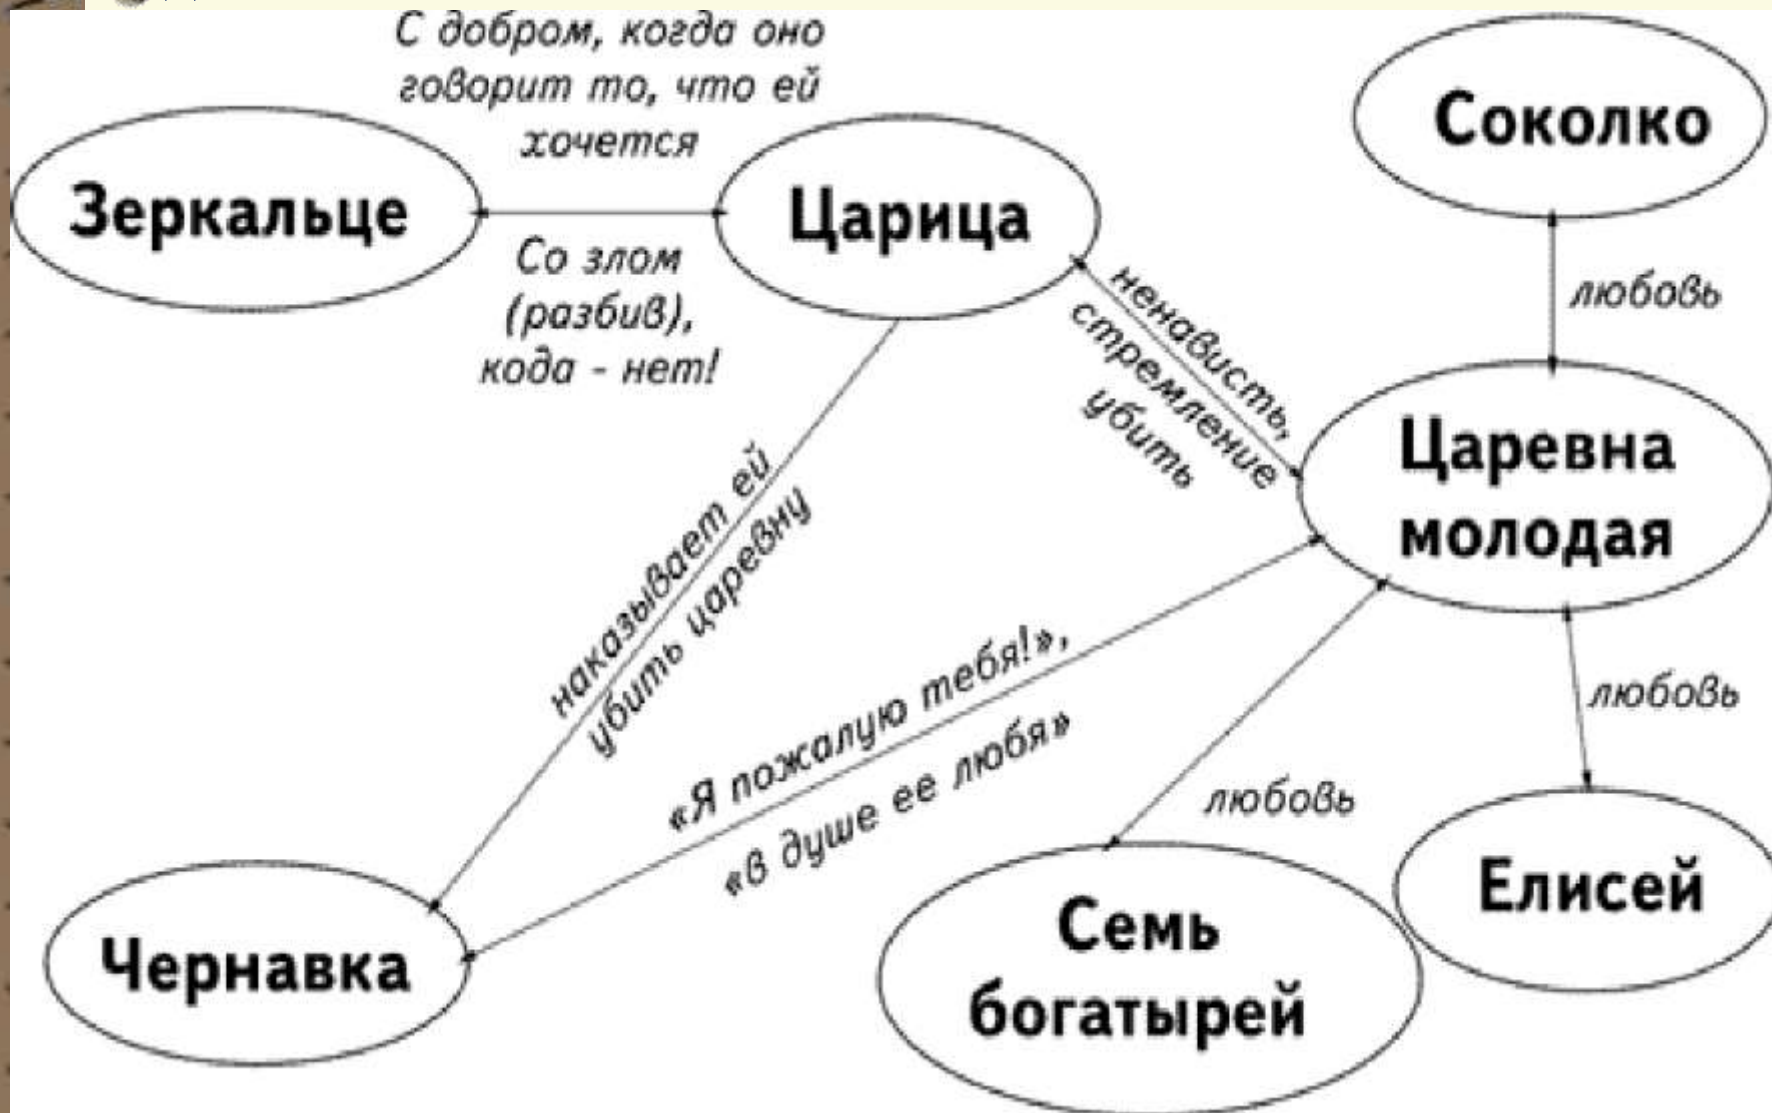 С добром, когда оно
говорит то, что ей
хочется
Соколко
Зеркальце
Царица
Со злом
(разбив),
кода - нет!
ненависть,
стремление
убить
любовь
Царевна
молодая
наказывает ей
убить царевну
«Я пожалую тебя!»,
«в душе ее любя»
любовь
любовь
Чернавка
Семь
богатырей
Елисей